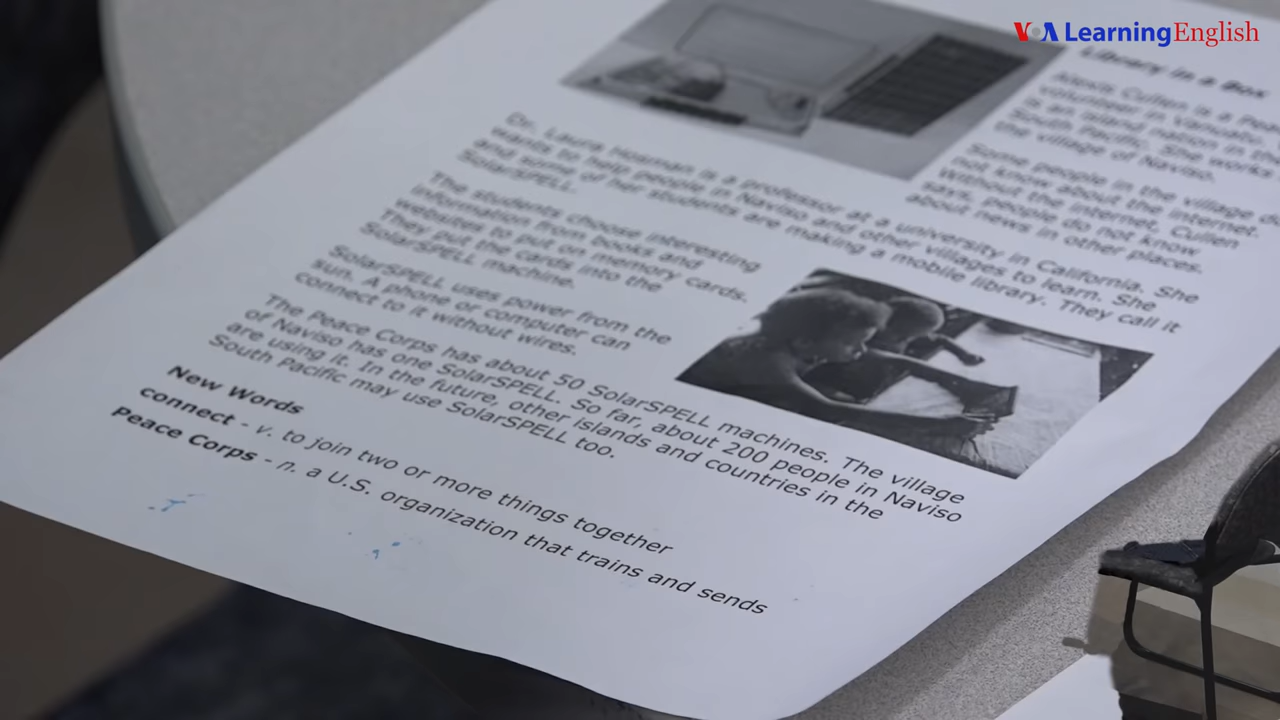 VOA Learning English
Library in a Box
Alexis Cullen is a Peace
volunteer in Vanuatu.
is an island nation in the
South Pacific. She works
the village of Naviso.
Some people in the village do
not know about the internet.
Without the internet, Cullen
says, people do not know
about news in other places.
Dr. Laura Hosman is a professor at a university in California. She
wants to help people in Naviso and other villages to learn. She
and some of her students are making a mobile library. They call it
SolarSPELL.
The students chose interesting
information from books and
websites to put on memory cards.
They put the cards into the
SolarSPELL machine.
SolarSPELL uses power from the
sun. A phone or computer can
connect to it without wires.
The Peace Corps has about 50 SolarSPELL machines. The village
of Naviso has one SolarSPELL. So far, about 200 people in Naviso
are using it. In the future, other islands and countries in the
South Pacific may use SolarSPELL too.
New Words
connect - v. to join two or more things together
Peace Corps - n. a U.S. organization that trains and sends